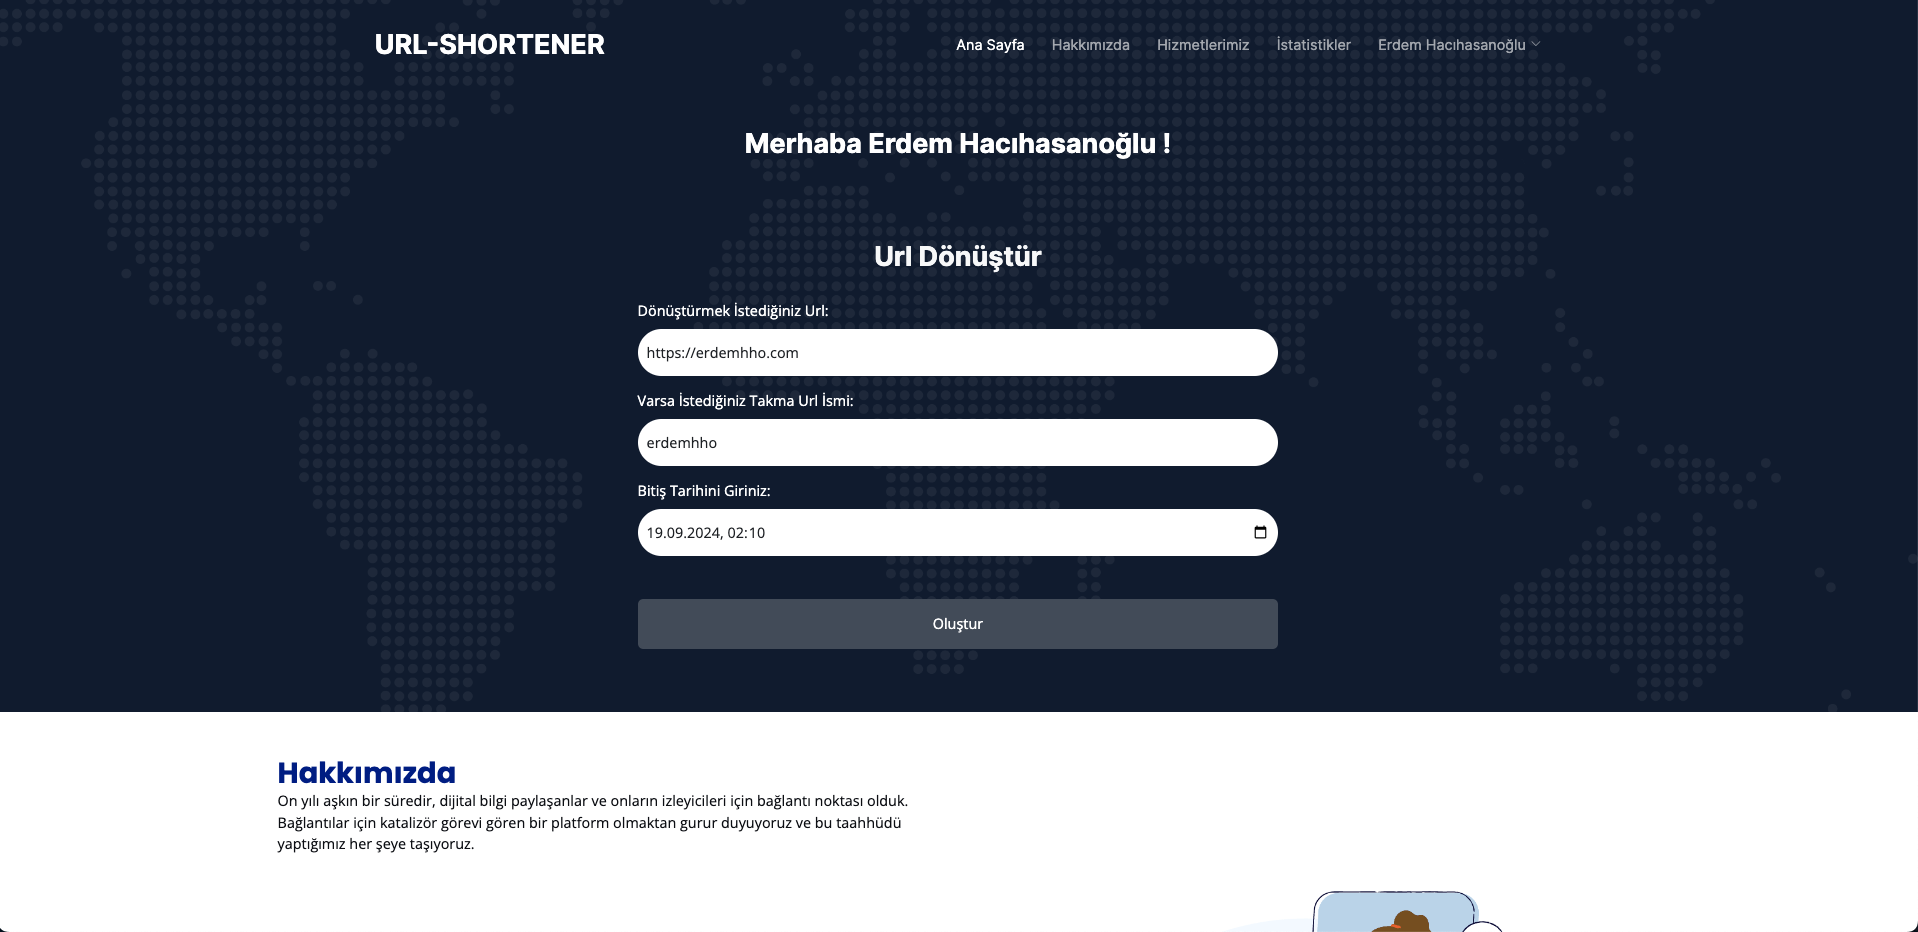 URL-SHORTENER
Ana Sayfa Hakkımızda Hizmetlerimiz İstatistikler Erdem Hacıhasanoğlu
Merhaba Erdem Hacıhasanoğlu !
Url Dönüştür
Dönüştürmek İstediğiniz Url:
https://erdemhho.com
Varsa İstediğiniz Takma Url İsmi:
erdemhho
Bitiş Tarihini Giriniz:
19.09.2024, 02:10
Oluştur
Hakkımızda
On yılı aşkın bir süredir, dijital bilgi paylaşanlar ve onların izleyicileri için bağlantı noktası olduk.
Bağlantılar için katalizör görevi gören bir platform olmaktan gurur duyuyoruz ve bu taahhüdü
yaptığımız her şeye taşıyoruz.